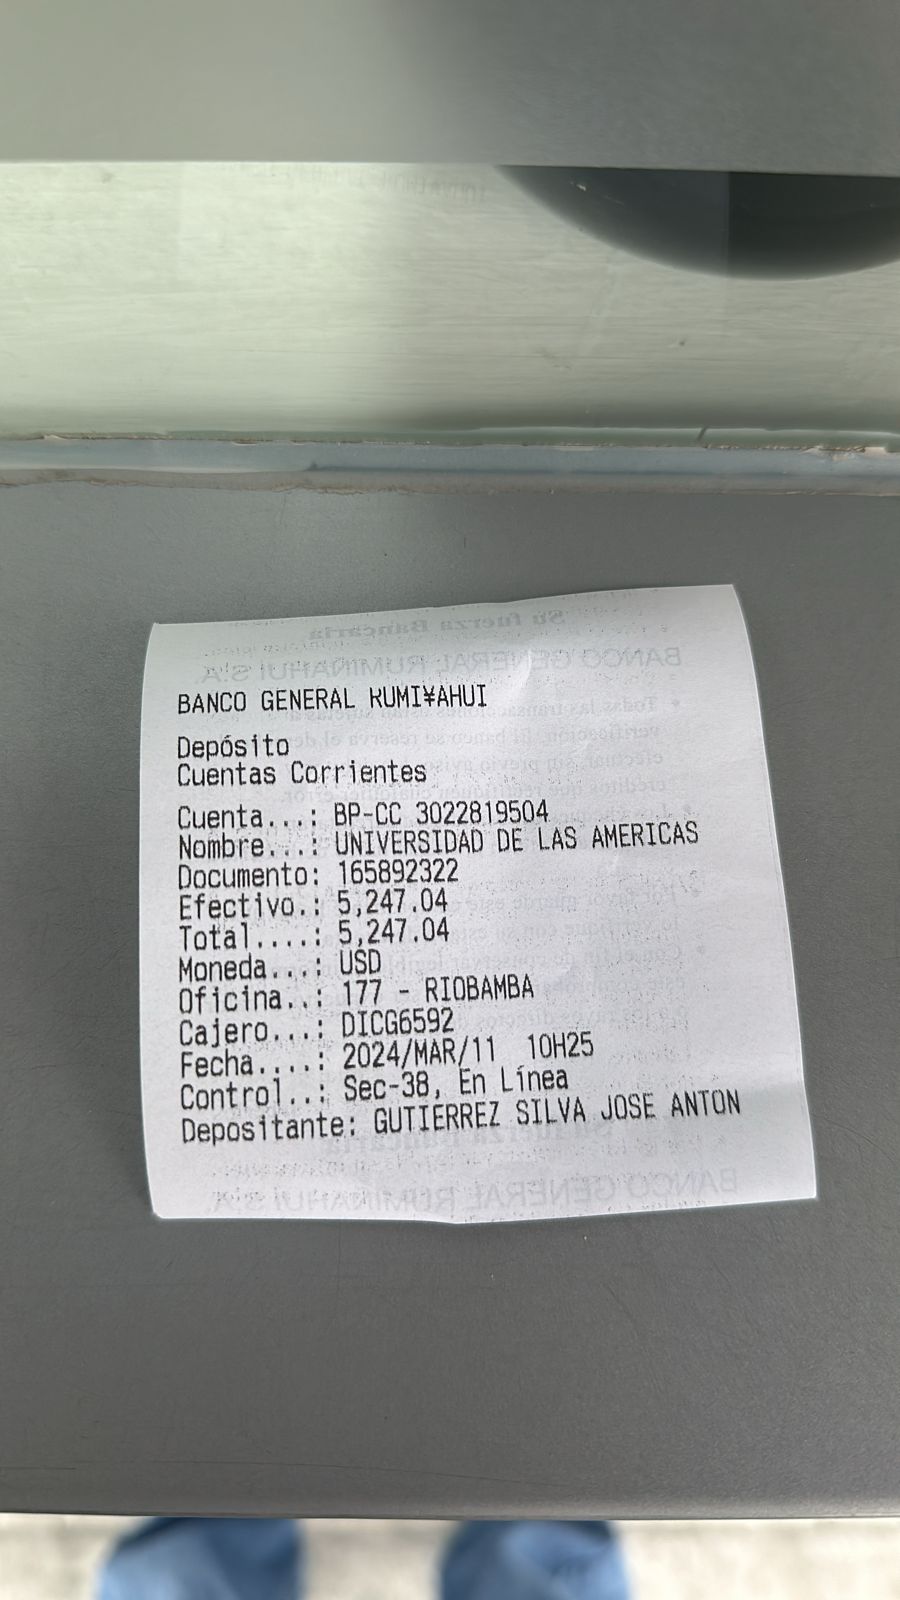 BANCO GENERAL RUMI¥AHUI
Depósito
Cuentas Corrientes
Cuenta...: BP-CC 3022819504
Nombre...: UNIVERSIDAD DE LAS AMERICAS
Documento: 165892322
Efectivo.: 5,247.04
Total....: 5,247.04
Moneda...: USD
Oficina..: 177 - RIOBAMBA
Cajero...: DICG6592
Fecha....: 2024/MAR/11 10H25
Control..: Sec-38, En Línea
Depositante: GUTIERREZ SILVA JOSE ANTON